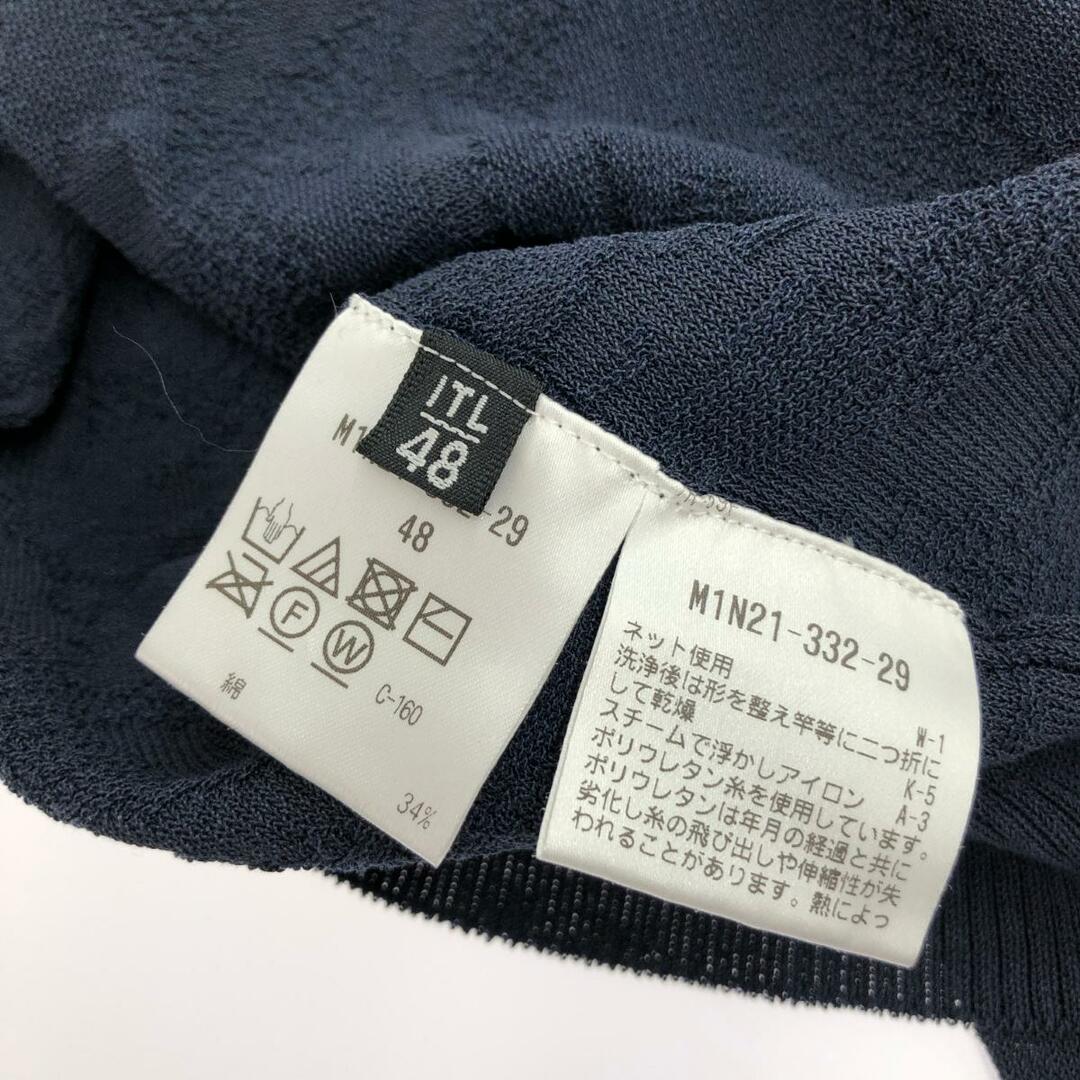 ITL
48
48
F
W
C-160
綿
34%
M1N21-332-29
ネット使用
洗浄後は形を整え竿等に二つ折に
して乾燥
スチームで浮かしアイロン
ポリウレタン糸を使用しています。
ポリウレタンは年月の経過と共に
劣化し糸の飛び出しや伸縮性が失
われることがあります。熱によっ
W-1
K-5
A-3